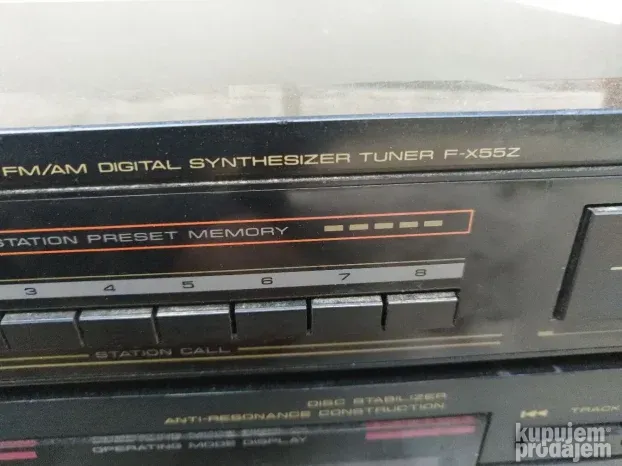 FM/AM DIGITAL SYNTHESIZER TUNER F-X55Z
STATION PRESET MEMORY
3 4 5 6 7 8
STATION CALL
DISC STABILIZER
ANTI-RESONANCE CONSTRUCTION
OPERATING MODE DISPLAY
TRACK
kupujem
prodajem